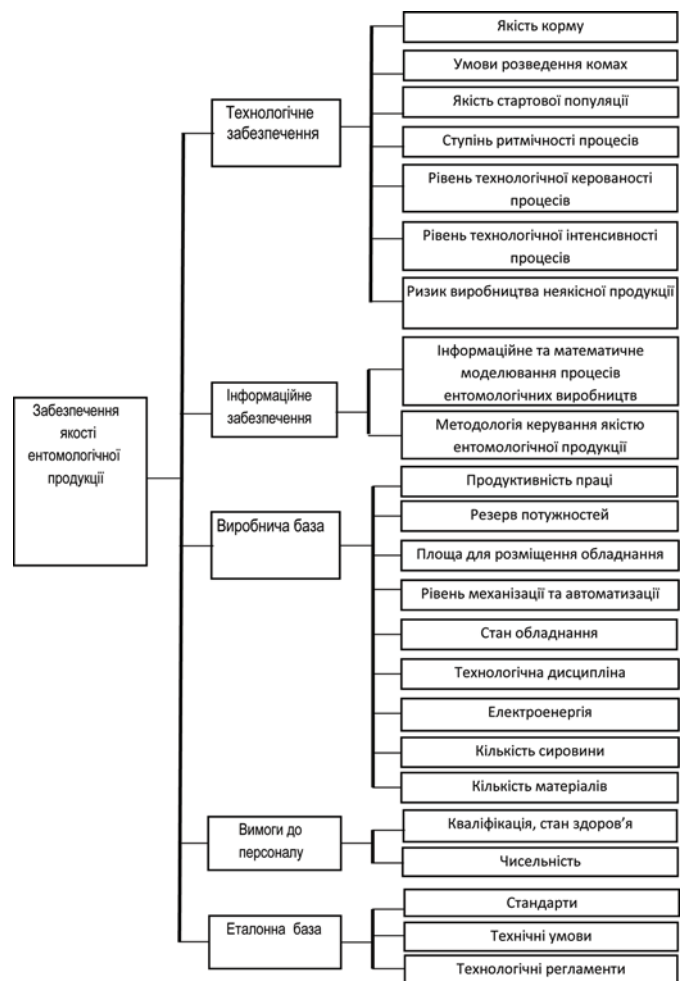 Забезпечення
якості
ентомологічної
продукції
Технологічне
забезпечення
Якість корму
Умови розведення комах
Якість стартової популяції
Ступінь ритмічності процесів
Рівень технологічної керованості
процесів
Рівень технологічної інтенсивності
процесів
Ризик виробництва неякісної продукції
Інформаційне
забезпечення
Інформаційне та математичне
моделювання процесів
ентомологічних виробництв
Методологія керування якістю
ентомологічної продукції
Виробнича база
Продуктивність праці
Резерв потужностей
Площа для розміщення обладнання
Рівень механізації та автоматизації
Стан обладнання
Технологічна дисципліна
Електроенергія
Кількість сировини
Кількість матеріалів
Вимоги до
персоналу
Кваліфікація, стан здоров’я
Чисельність
Еталонна база
Стандарти
Технічні умови
Технологічні регламенти